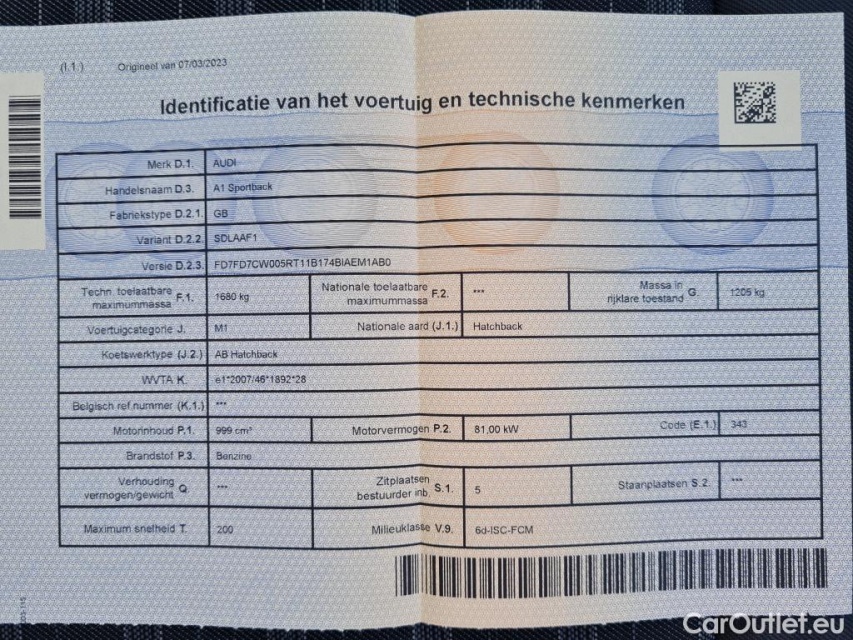 (I.1.) Origineel van 07/03/2023
Identificatie van het voertuig en technische kenmerken
Merk D.1. AUDI
Handelsnaam D.3. A1 Sportback
Fabriekstype D.2.1. GB
Variant D.2.2. SDLAAF1
Versie D.2.3. FD7FD7CW005RT11B174BIAEM1AB0
Techn. toelaatbare maximummassa F.1. 1680 kg Nationale toelaatbare maximummassa F.2. *** Massa in rijklare toestand G. 1205 kg
Voertuigcategorie J. M1 Nationale aard (J.1.) Hatchback
Koetswerktype (J.2.) AB Hatchback
WVTA K. e1*2007/46*1892*28
Belgisch ref.nummer (K.1.) ***
Motorinhoud P.1. 999 cm³ Motorvermogen P.2. 81,00 kW Code (E.1.) 343
Brandstof P.3. Benzine
Verhouding vermogen/gewicht Q *** Zitplaatsen bestuurder inb. S.1. 5 Staanplaatsen S.2. ***
Maximum snelheid T. 200 Milieuklasse V.9. 6d-ISC-FCM
CarOutlet.eu